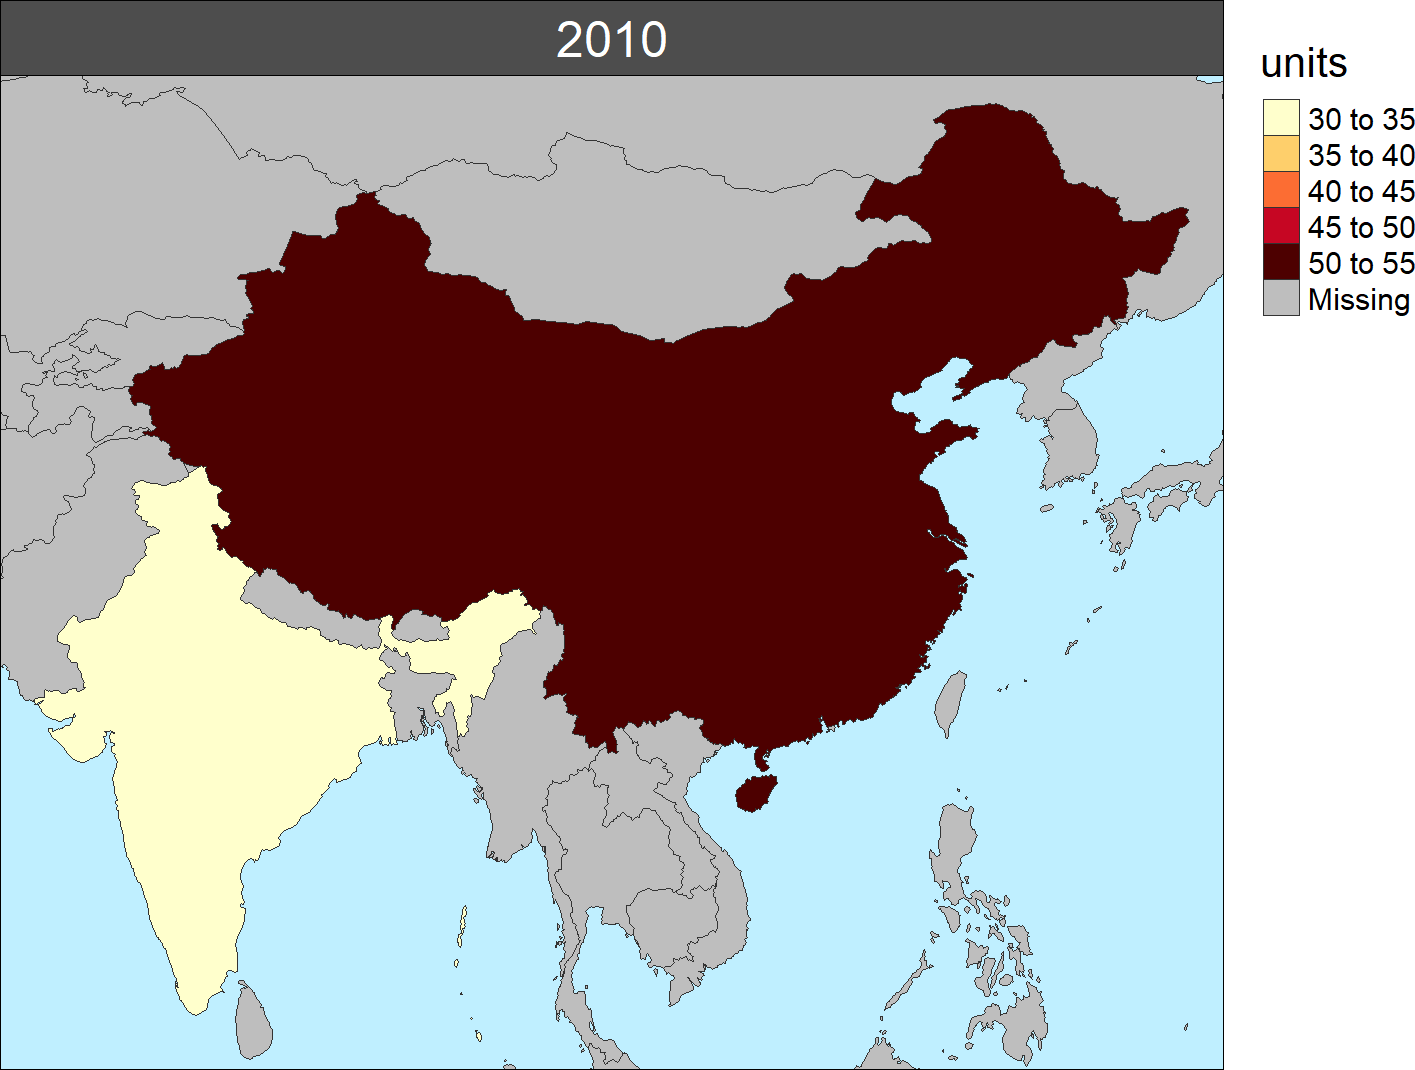 2010
units
30 to 35
35 to 40
40 to 45
45 to 50
50 to 55
Missing